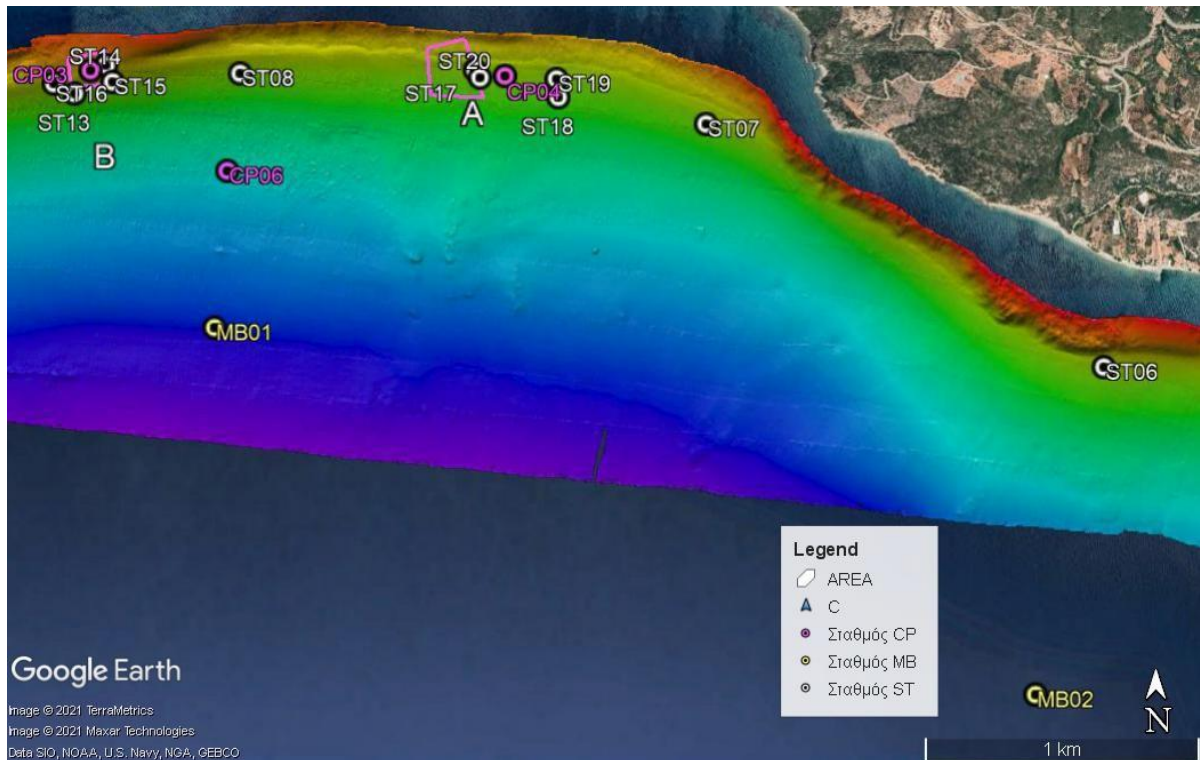 ST14
ST20
CP03
ST16
ST15
ST08
ST17
CP04
ST19
ST13
A
ST18
ST07
B
CP06
MB01
ST06
Legend
AREA
C
Σταθμός CP
Σταθμός MB
Σταθμός ST
Google Earth
MB02
N
Image © 2021 TerraMetrics
Image © 2021 Maxar Technologies
Data SIO, NOAA, U.S. Navy, NGA, GEBCO
1 km